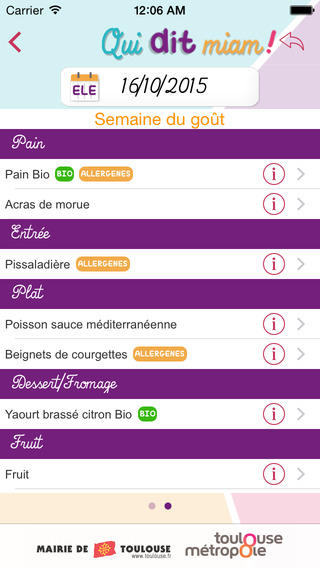 Carrier 12:06 AM
Qui dit miam!
ELE 16/10/2015
Semaine du goût
Pain
Pain Bio BIO ALLERGENES i
Acras de morue i
Entrée
Pissaladière ALLERGENES i
Plat
Poisson sauce méditerranéenne i
Beignets de courgettes ALLERGENES i
Dessert/Fromage
Yaourt brassé citron Bio BIO i
Fruit
Fruit i
MAIRIE DE TOULOUSE
www.toulouse.fr
toulouse
métropole